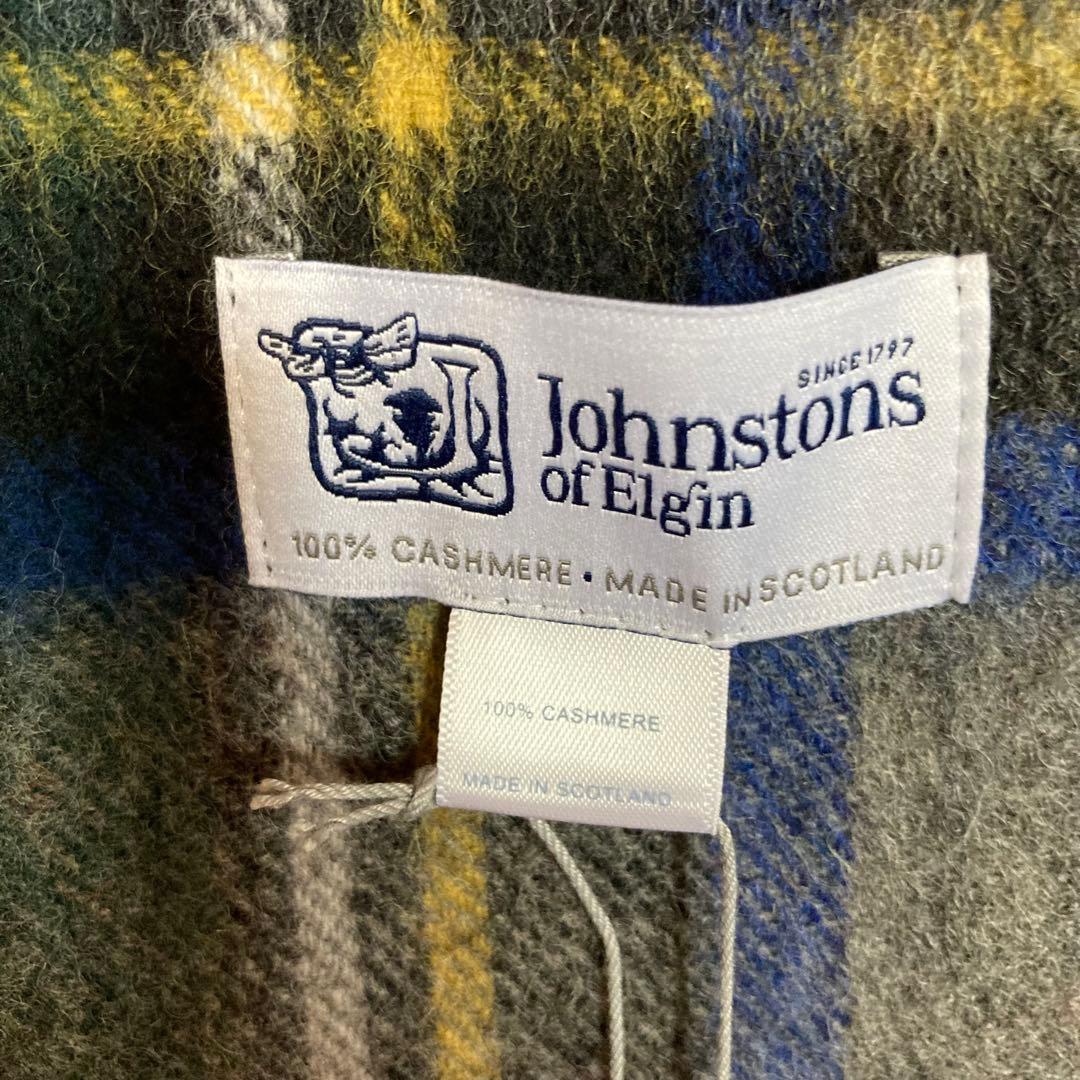 SINCE 1797
Johnstons
of Elgin
100% CASHMERE • MADE IN SCOTLAND
100% CASHMERE
MADE IN SCOTLAND